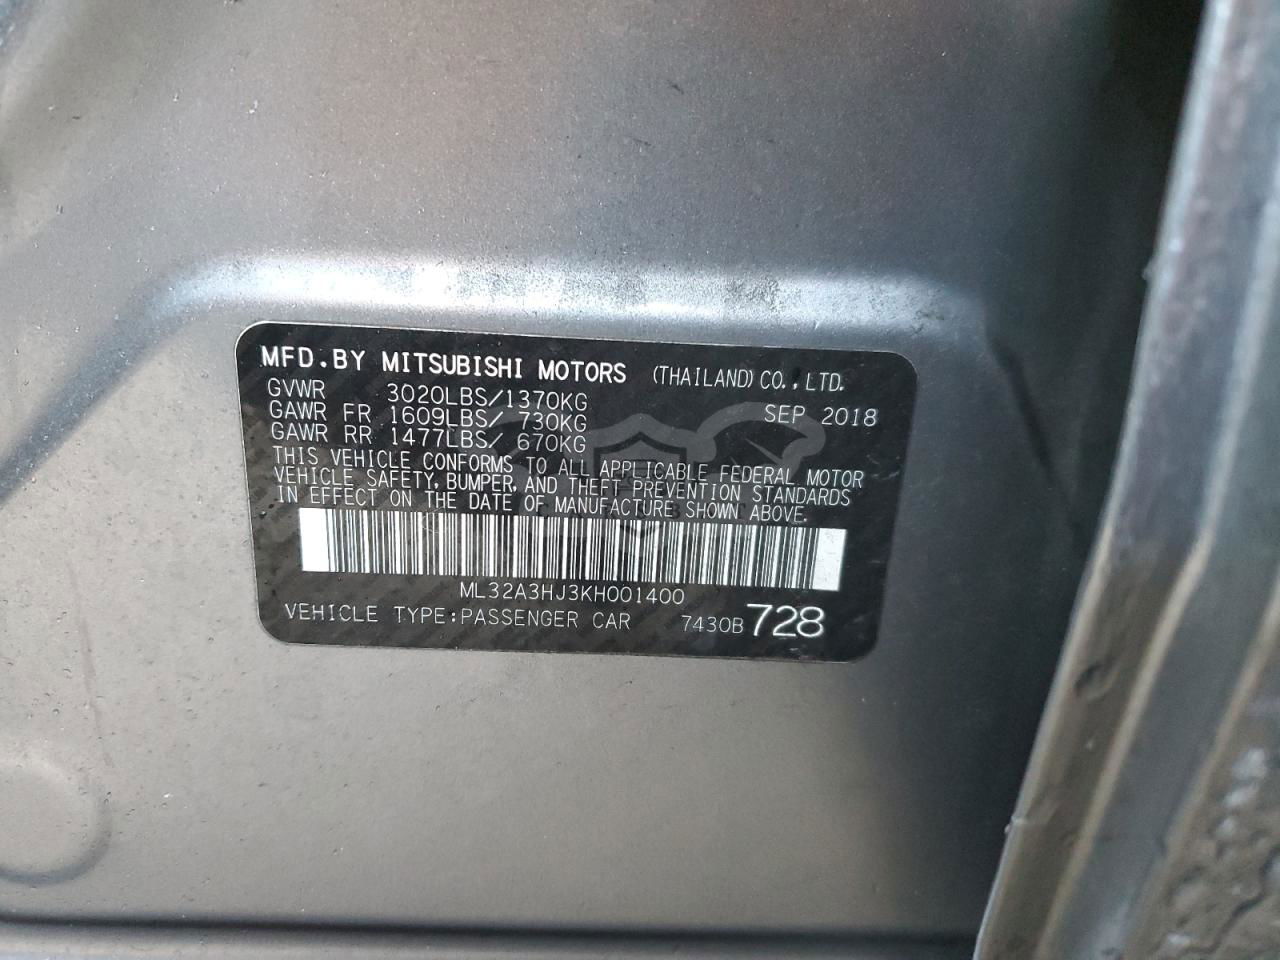 MFD.BY MITSUBISHI MOTORS (THAILAND) CO.,LTD.
GVWR 3020LBS/1370KG SEP 2018
GAWR FR 1609LBS/ 730KG
GAWR RR 1477LBS/ 670KG
THIS VEHICLE CONFORMS TO ALL APPLICABLE FEDERAL MOTOR
VEHICLE SAFETY, BUMPER, AND THEFT PREVENTION STANDARDS
IN EFFECT ON THE DATE OF MANUFACTURE SHOWN ABOVE.
ML32A3HJ3KH001400
VEHICLE TYPE:PASSENGER CAR 7430B 728